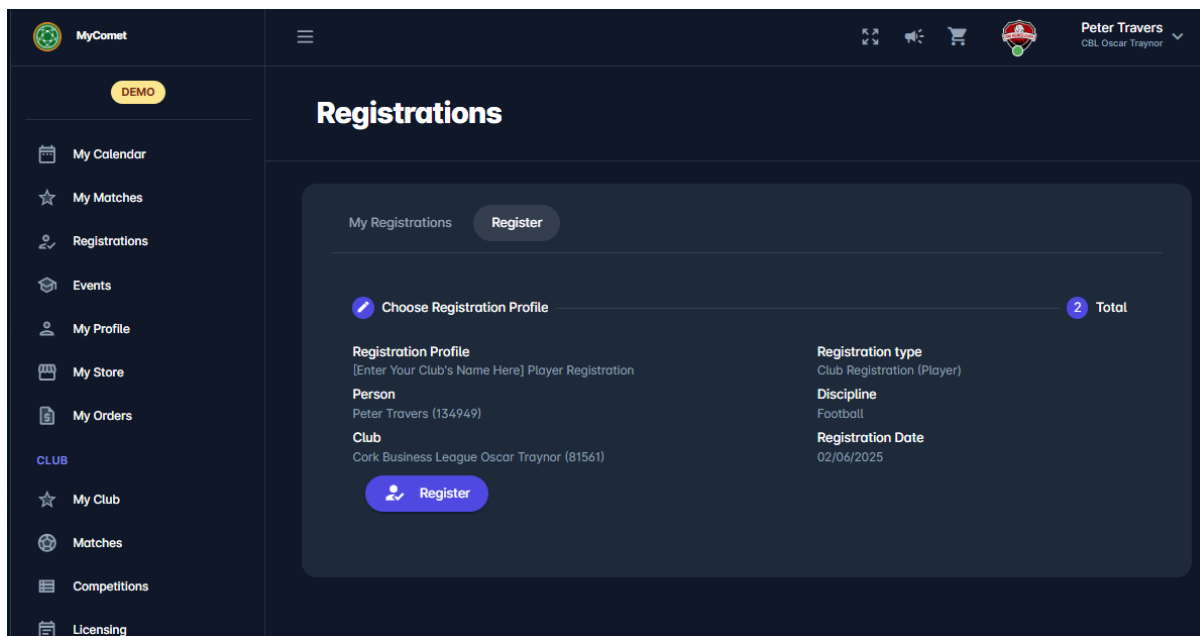 MyComet
Peter Travers
CBL Oscar Traynor
DEMO
My Calendar
My Matches
Registrations
Events
My Profile
My Store
My Orders
CLUB
My Club
Matches
Competitions
Licensing
Registrations
My Registrations
Register
Choose Registration Profile
2 Total
Registration Profile
[Enter Your Club's Name Here] Player Registration
Registration type
Club Registration (Player)
Person
Peter Travers (134949)
Discipline
Football
Club
Cork Business League Oscar Traynor (81561)
Registration Date
02/06/2025
Register